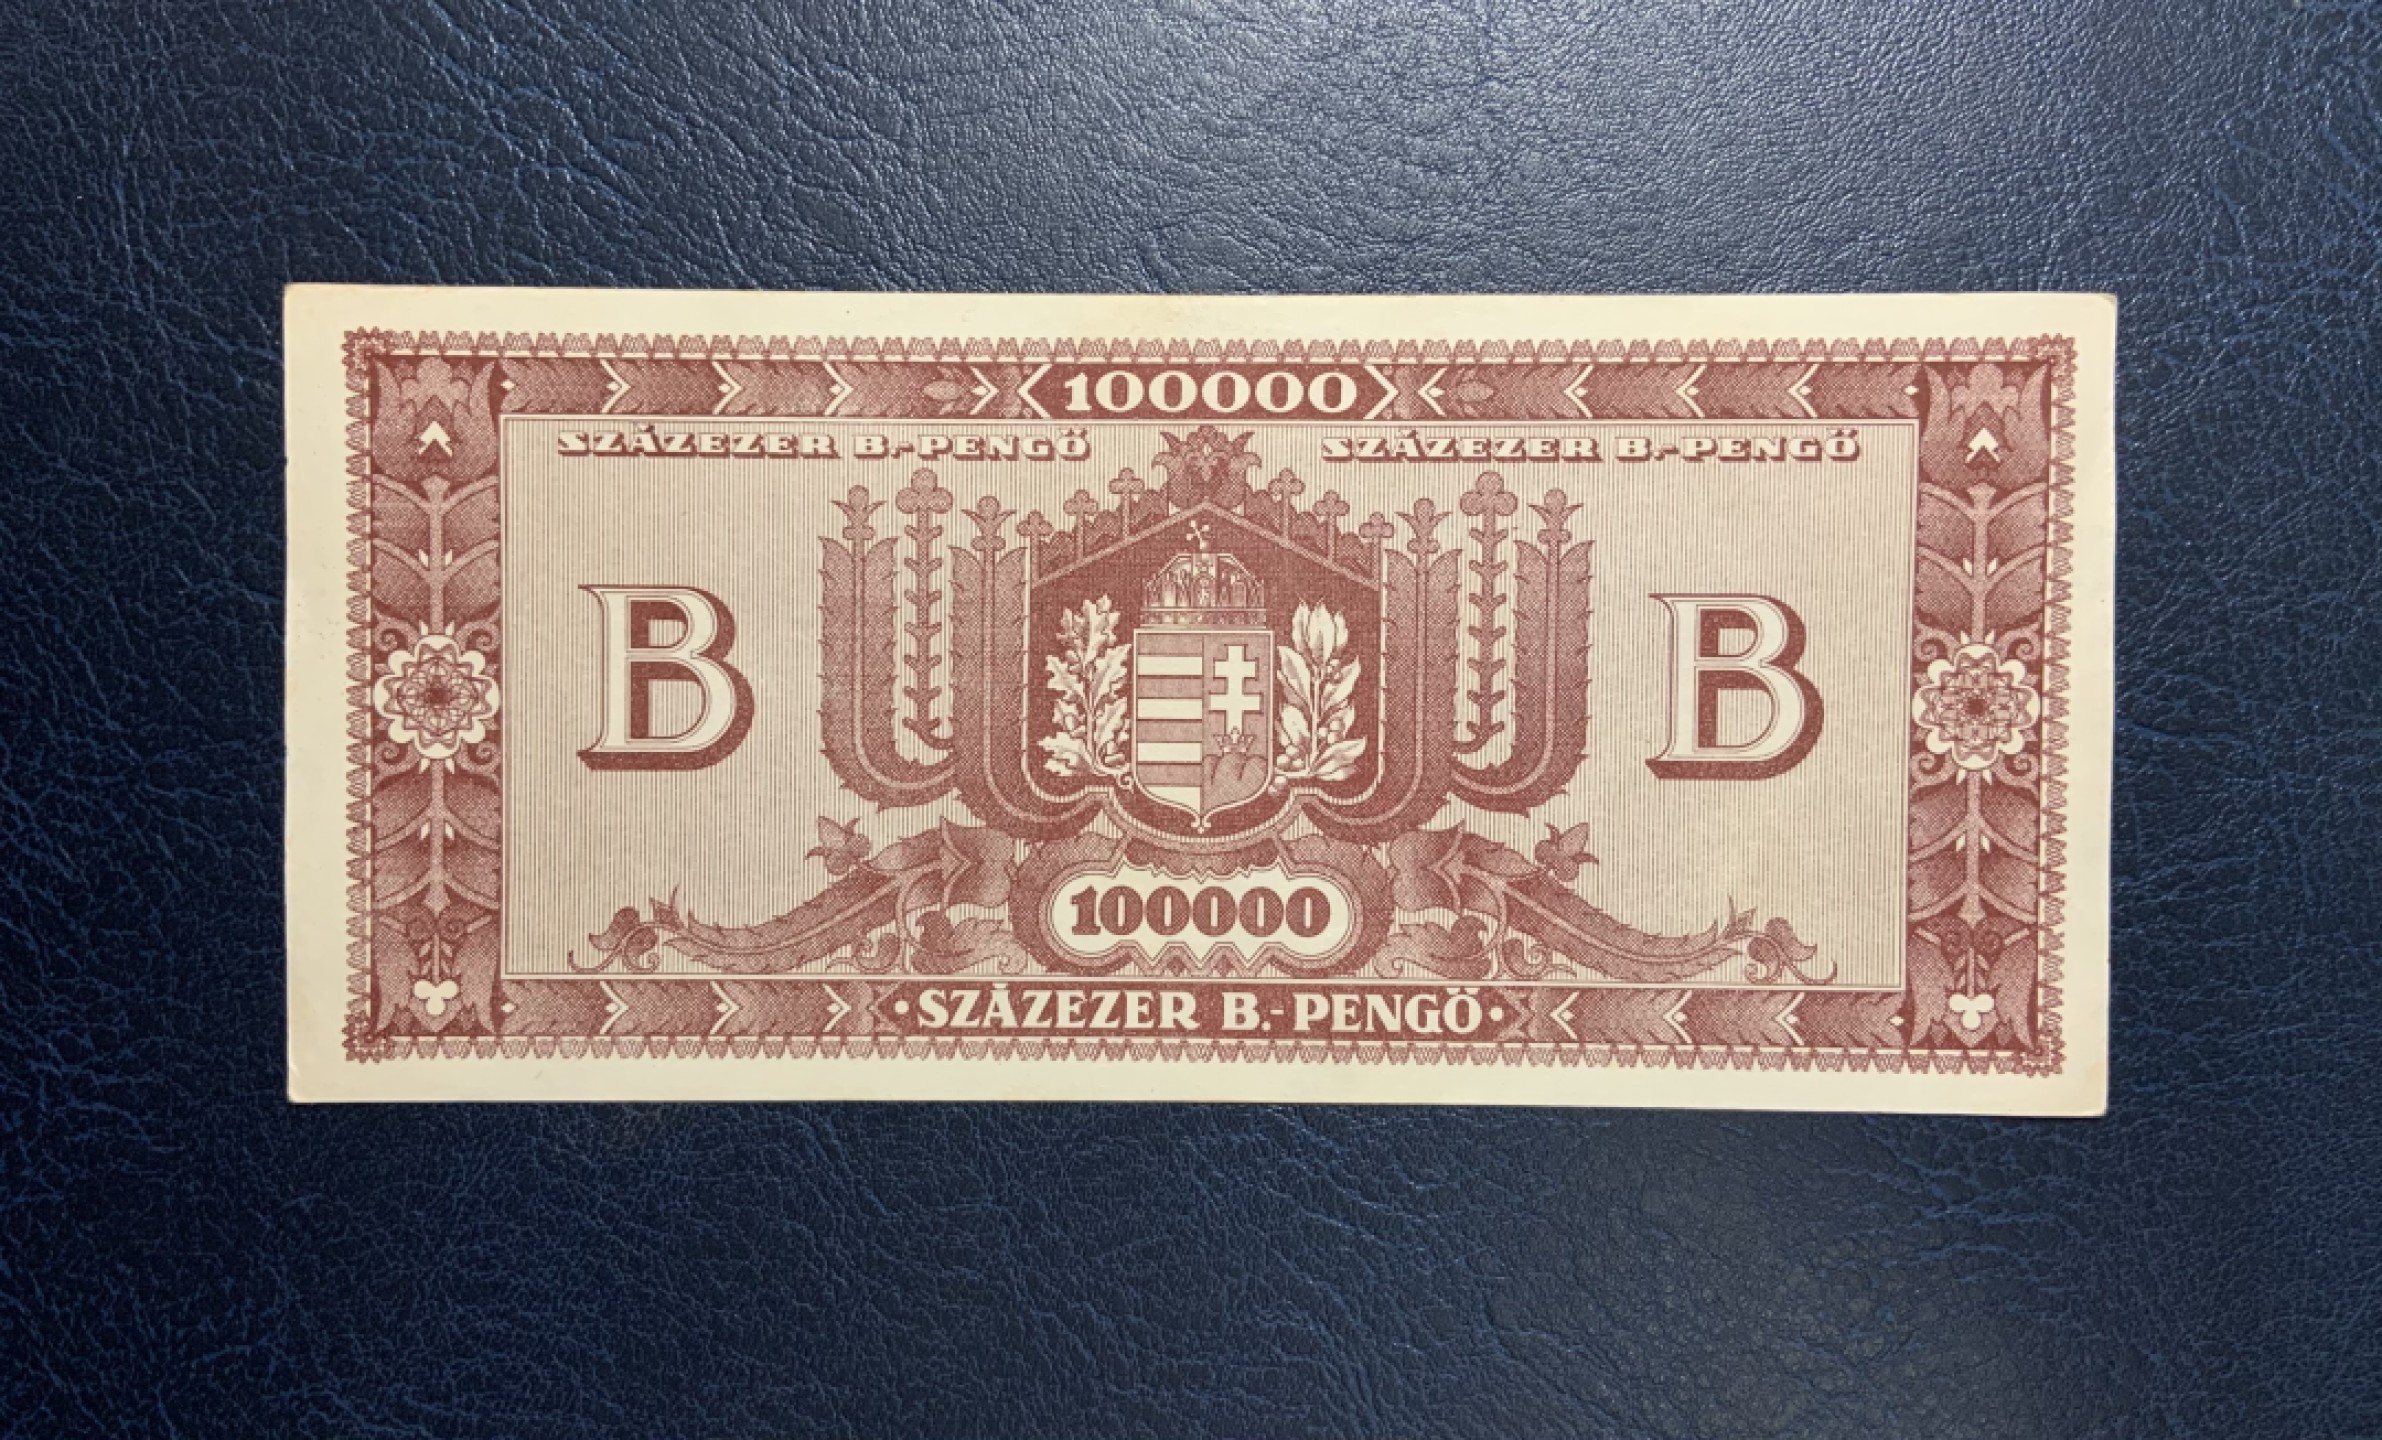 100000
SZÁZEZER B.-PENGŐ SZÁZEZER B.-PENGŐ
B B
100000
·SZÁZEZER B.-PENGŐ·